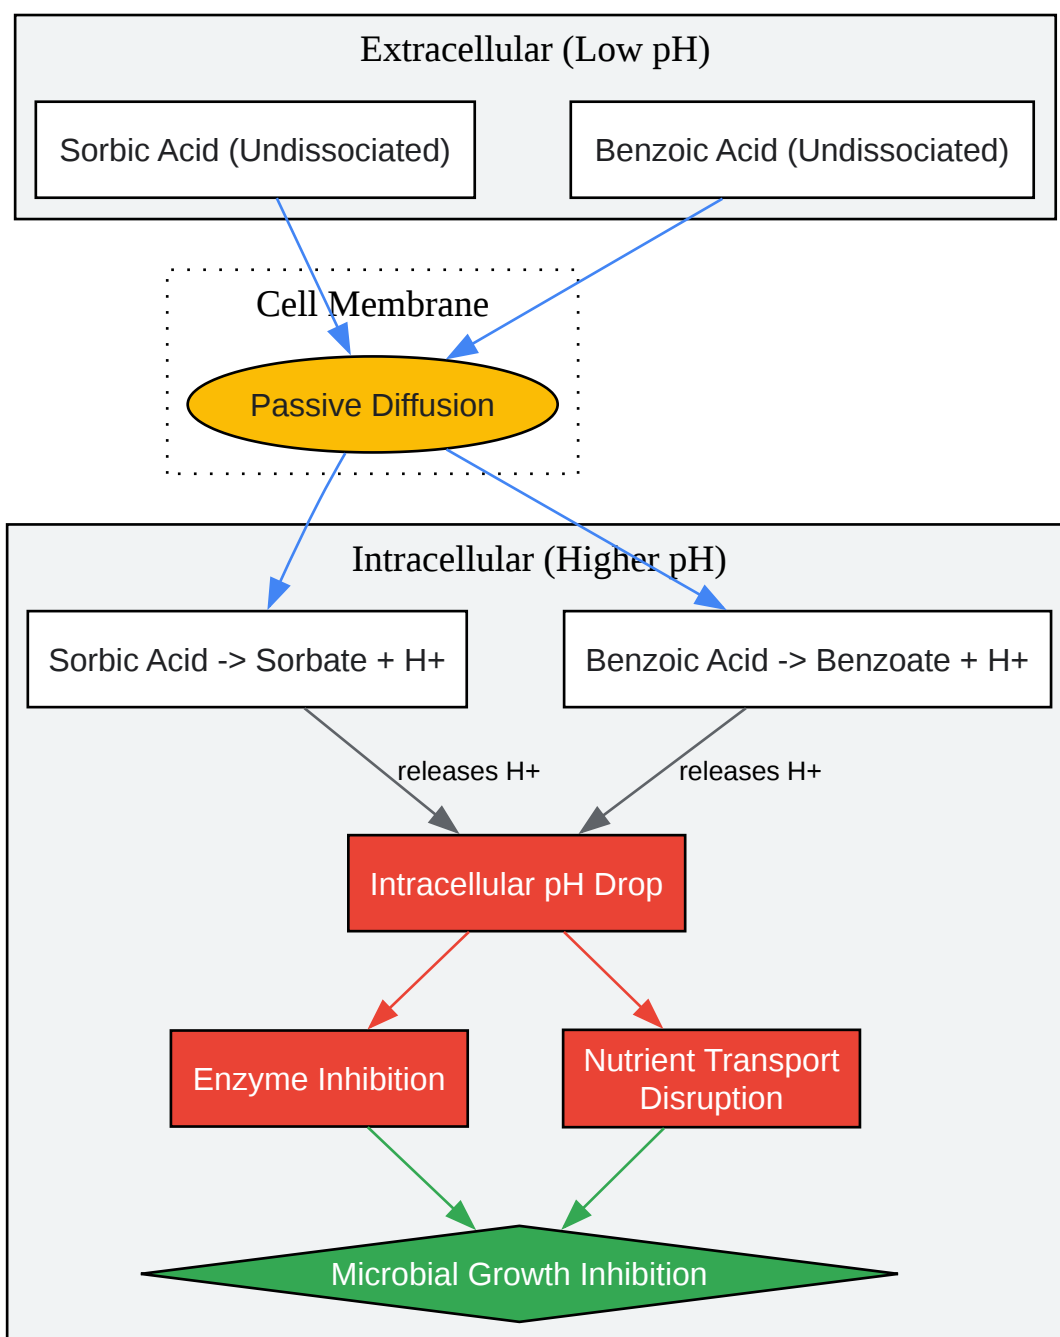 Extracellular (Low pH)
Sorbic Acid (Undissociated)
Benzoic Acid (Undissociated)
Cell Membrane
Passive Diffusion
Intracellular (Higher pH)
Sorbic Acid -> Sorbate + H+
Benzoic Acid -> Benzoate + H+
releases H+
releases H+
Intracellular pH Drop
Enzyme Inhibition
Nutrient Transport
Disruption
Microbial Growth Inhibition